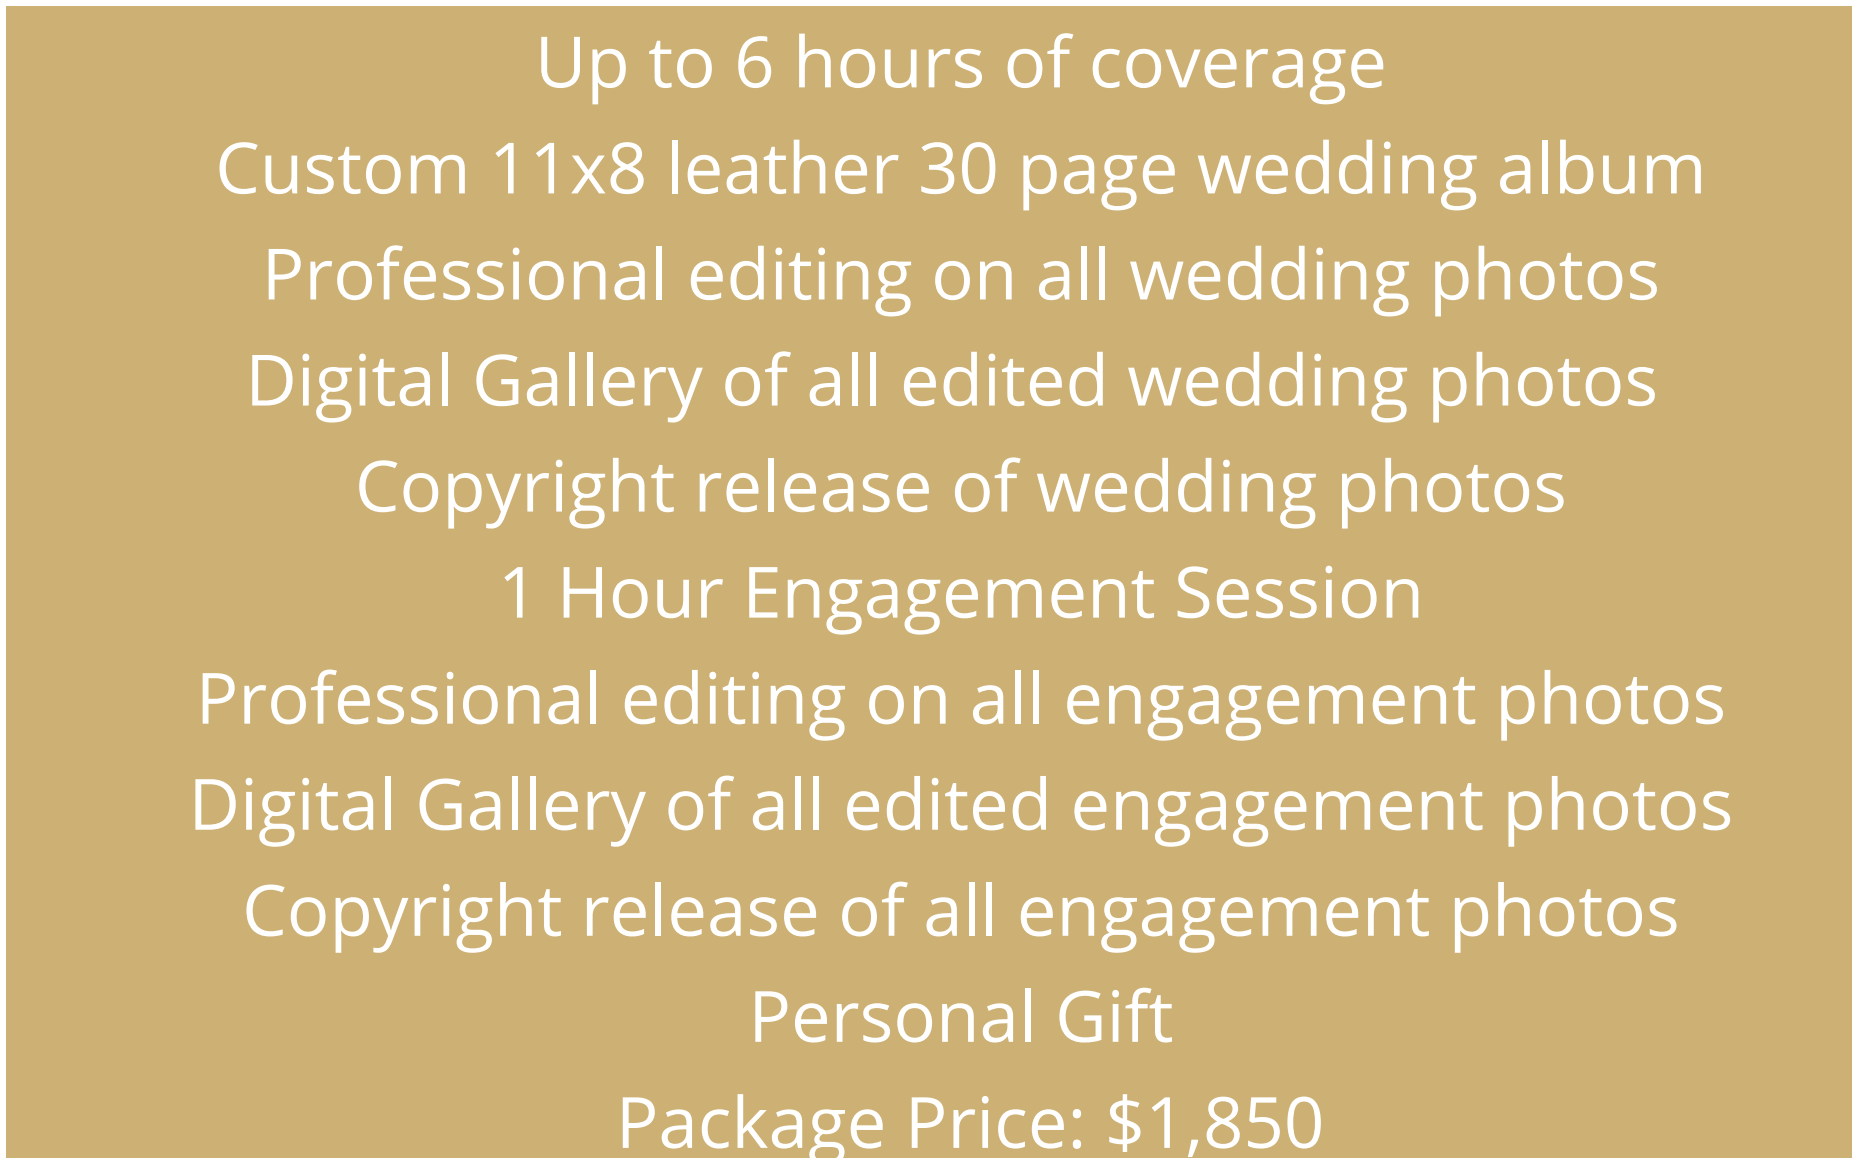 Up to 6 hours of coverage
Custom 11x8 leather 30 page wedding album
Professional editing on all wedding photos
Digital Gallery of all edited wedding photos
Copyright release of wedding photos
1 Hour Engagement Session
Professional editing on all engagement photos
Digital Gallery of all edited engagement photos
Copyright release of all engagement photos
Personal Gift
Package Price: $1,850